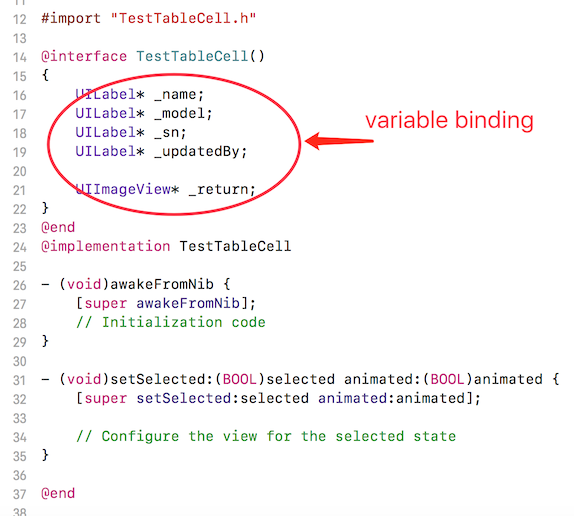 12 #import "TestTableCell.h"
13
14 @interface TestTableCell()
15 {
16 UILabel* _name;
17 UILabel* _model;
18 UILabel* _sn;
variable binding
19 UILabel* _updatedBy;
20
21 UIImageView* _return;
22 }
23 @end
24 @implementation TestTableCell
25
26 - (void)awakeFromNib {
27 [super awakeFromNib];
28 // Initialization code
29 }
30
31 - (void)setSelected:(BOOL)selected animated:(BOOL)animated {
32 [super setSelected:selected animated:animated];
33
34 // Configure the view for the selected state
35 }
36
37 @end
38